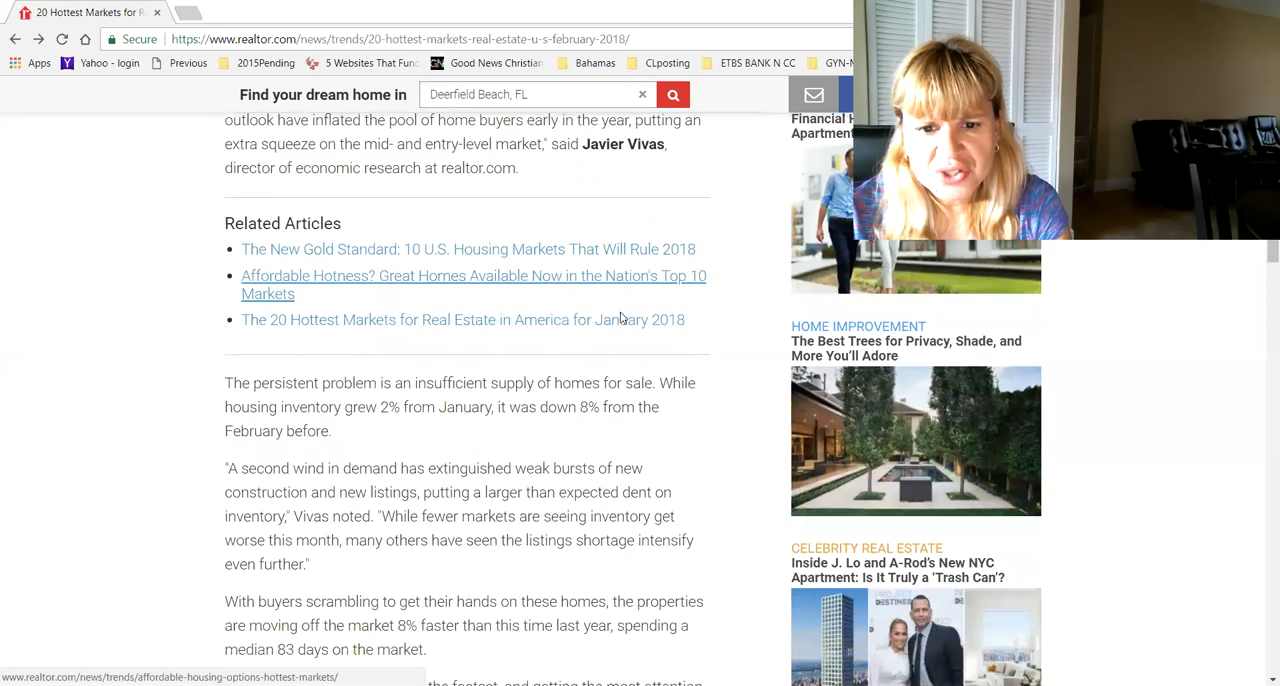 20 Hottest Markets for R
Secure
https://www.realtor.com/news/trends/20-hottest-markets-real-estate-u-s-february-2018/
Apps
Yahoo - login
Previous
2015Pending
5 Websites That Fun
Good News Christian
Bahamas
CLposting
ETBS BANK N CC
GYN-N
Find your dream home in
Deerfield Beach, FL
outlook have inflated the pool of home buyers early in the year, putting an
extra squeeze on the mid- and entry-level market," said Javier Vivas,
director of economic research at realtor.com.
Related Articles
The New Gold Standard: 10 U.S. Housing Markets That Will Rule 2018
Affordable Hotness? Great Homes Available Now in the Nation's Top 10
Markets
The 20 Hottest Markets for Real Estate in America for January 2018
The persistent problem is an insufficient supply of homes for sale. While
housing inventory grew 2% from January, it was down 8% from the
February before.
"A second wind in demand has extinguished weak bursts of new
construction and new listings, putting a larger than expected dent on
inventory," Vivas noted. "While fewer markets are seeing inventory get
worse this month, many others have seen the listings shortage intensify
even further."
With buyers scrambling to get their hands on these homes, the properties
are moving off the market 8% faster than this time last year, spending a
median 83 days on the market.
the fastest, and getting the most attention
www.realtor.com/news/trends/affordable-housing-options-hottest-markets/
Financial H
Apartment
HOME IMPROVEMENT
The Best Trees for Privacy, Shade, and
More You'll Adore
CELEBRITY REAL ESTATE
Inside J. Lo and A-Rod's New NYC
Apartment: Is It Truly a 'Trash Can'?